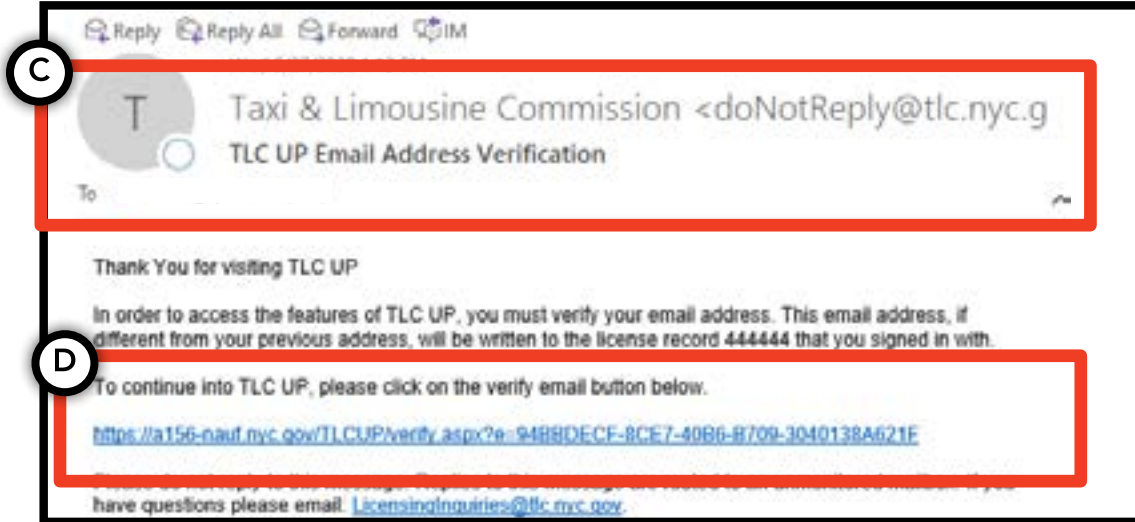 Reply Reply All Forward IM
C
T
Taxi & Limousine Commission <doNotReply@tlc.nyc.g
TLC UP Email Address Verification
To
Thank You for visiting TLC UP
In order to access the features of TLC UP, you must verify your email address. This email address, if
different from your previous address, will be written to the license record 444444 that you signed in with.
D
To continue into TLC UP, please click on the verify email button below.
https://a156-nauf.nyc.gov/TLCUP/verify.aspx?e=94BBDECF-8CE7-40B6-B709-3040138A621F
have questions please email. LicensingInquiries@tlc.nyc.gov.